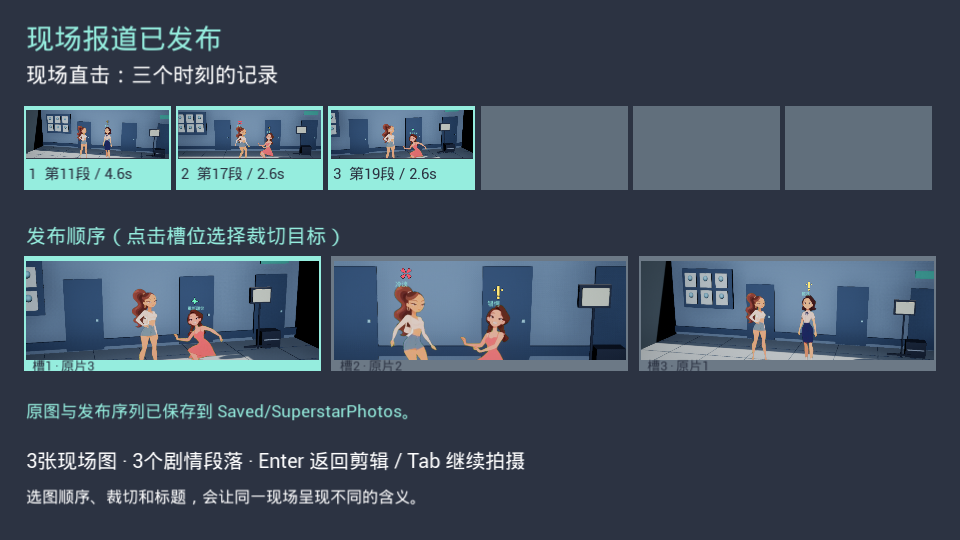 现场报道已发布
现场直击：三个时刻的记录
1 第11段 / 4.6s
2 第17段 / 2.6s
3 第19段 / 2.6s
发布顺序（点击槽位选择裁切目标）
槽1 · 原片3
槽2 · 原片2
槽3 · 原片1
原图与发布序列已保存到 Saved/SuperstarPhotos。
3张现场图 · 3个剧情段落 · Enter 返回剪辑 / Tab 继续拍摄
选图顺序、裁切和标题，会让同一现场呈现不同的含义。